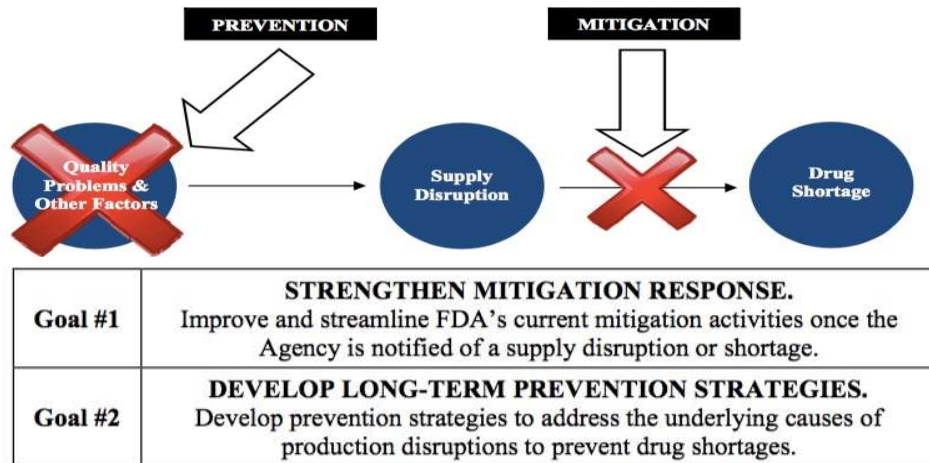 PREVENTION
MITIGATION
Quality
Problems &
Other Factors
Supply
Disruption
Drug
Shortage
Goal #1
STRENGTHEN MITIGATION RESPONSE.
Improve and streamline FDA's current mitigation activities once the
Agency is notified of a supply disruption or shortage.
Goal #2
DEVELOP LONG-TERM PREVENTION STRATEGIES.
Develop prevention strategies to address the underlying causes of
production disruptions to prevent drug shortages.